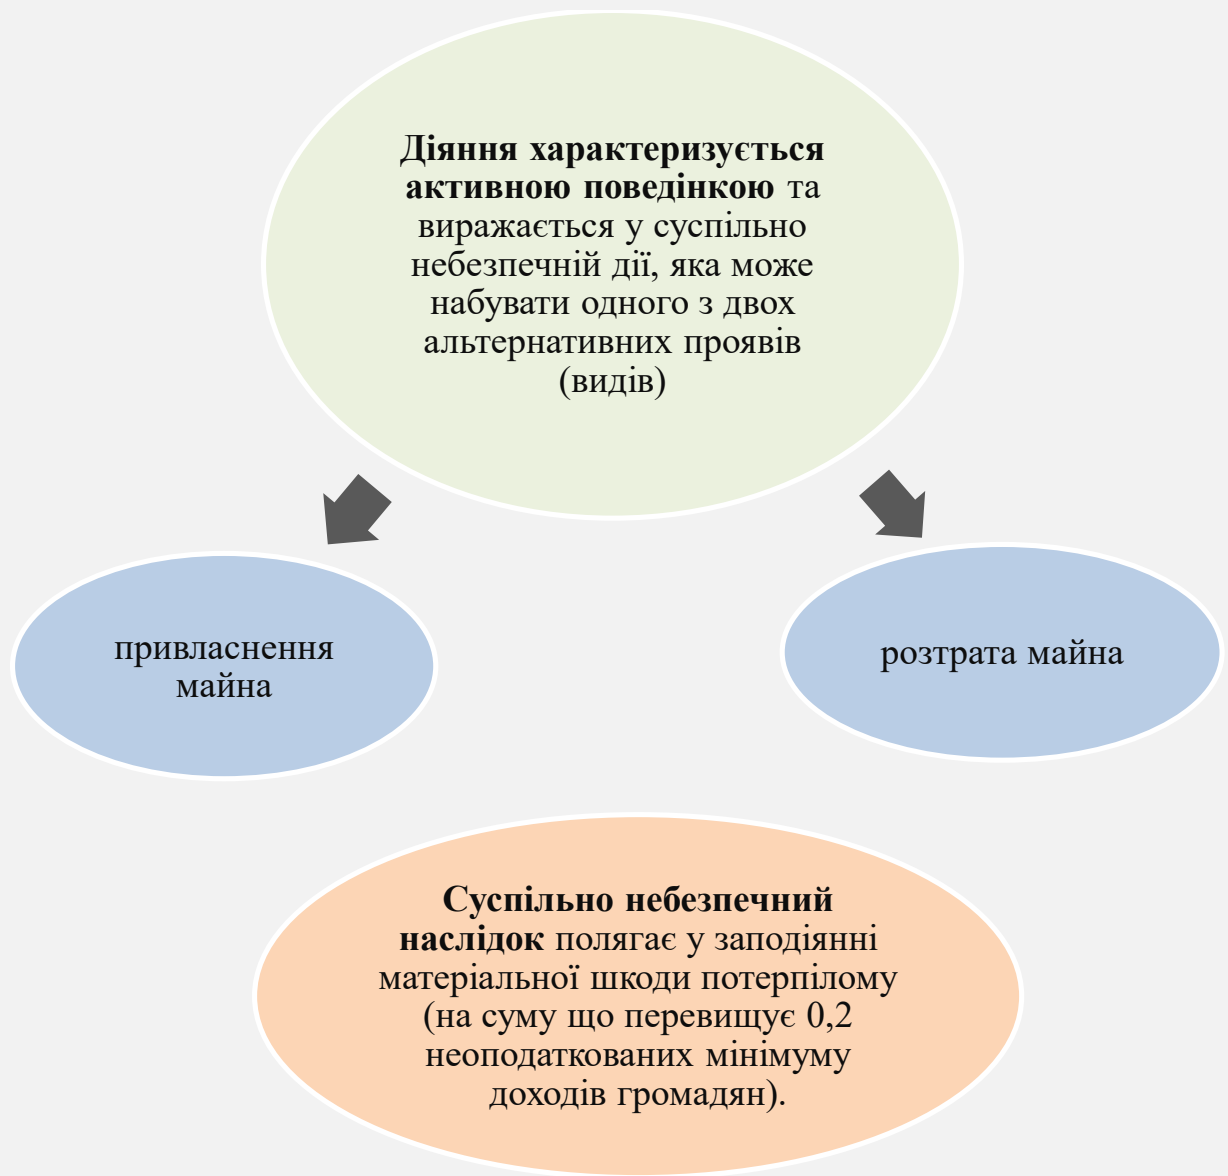 Діяння характеризується
активною поведінкою та
виражається у суспільно
небезпечній дії, яка може
набувати одного з двох
альтернативних проявів
(видів)
привласнення
майна
розтрата майна
Суспільно небезпечний
наслідок полягає у заподіянні
матеріальної шкоди потерпілому
(на суму що перевищує 0,2
неоподаткованих мінімуму
доходів громадян).